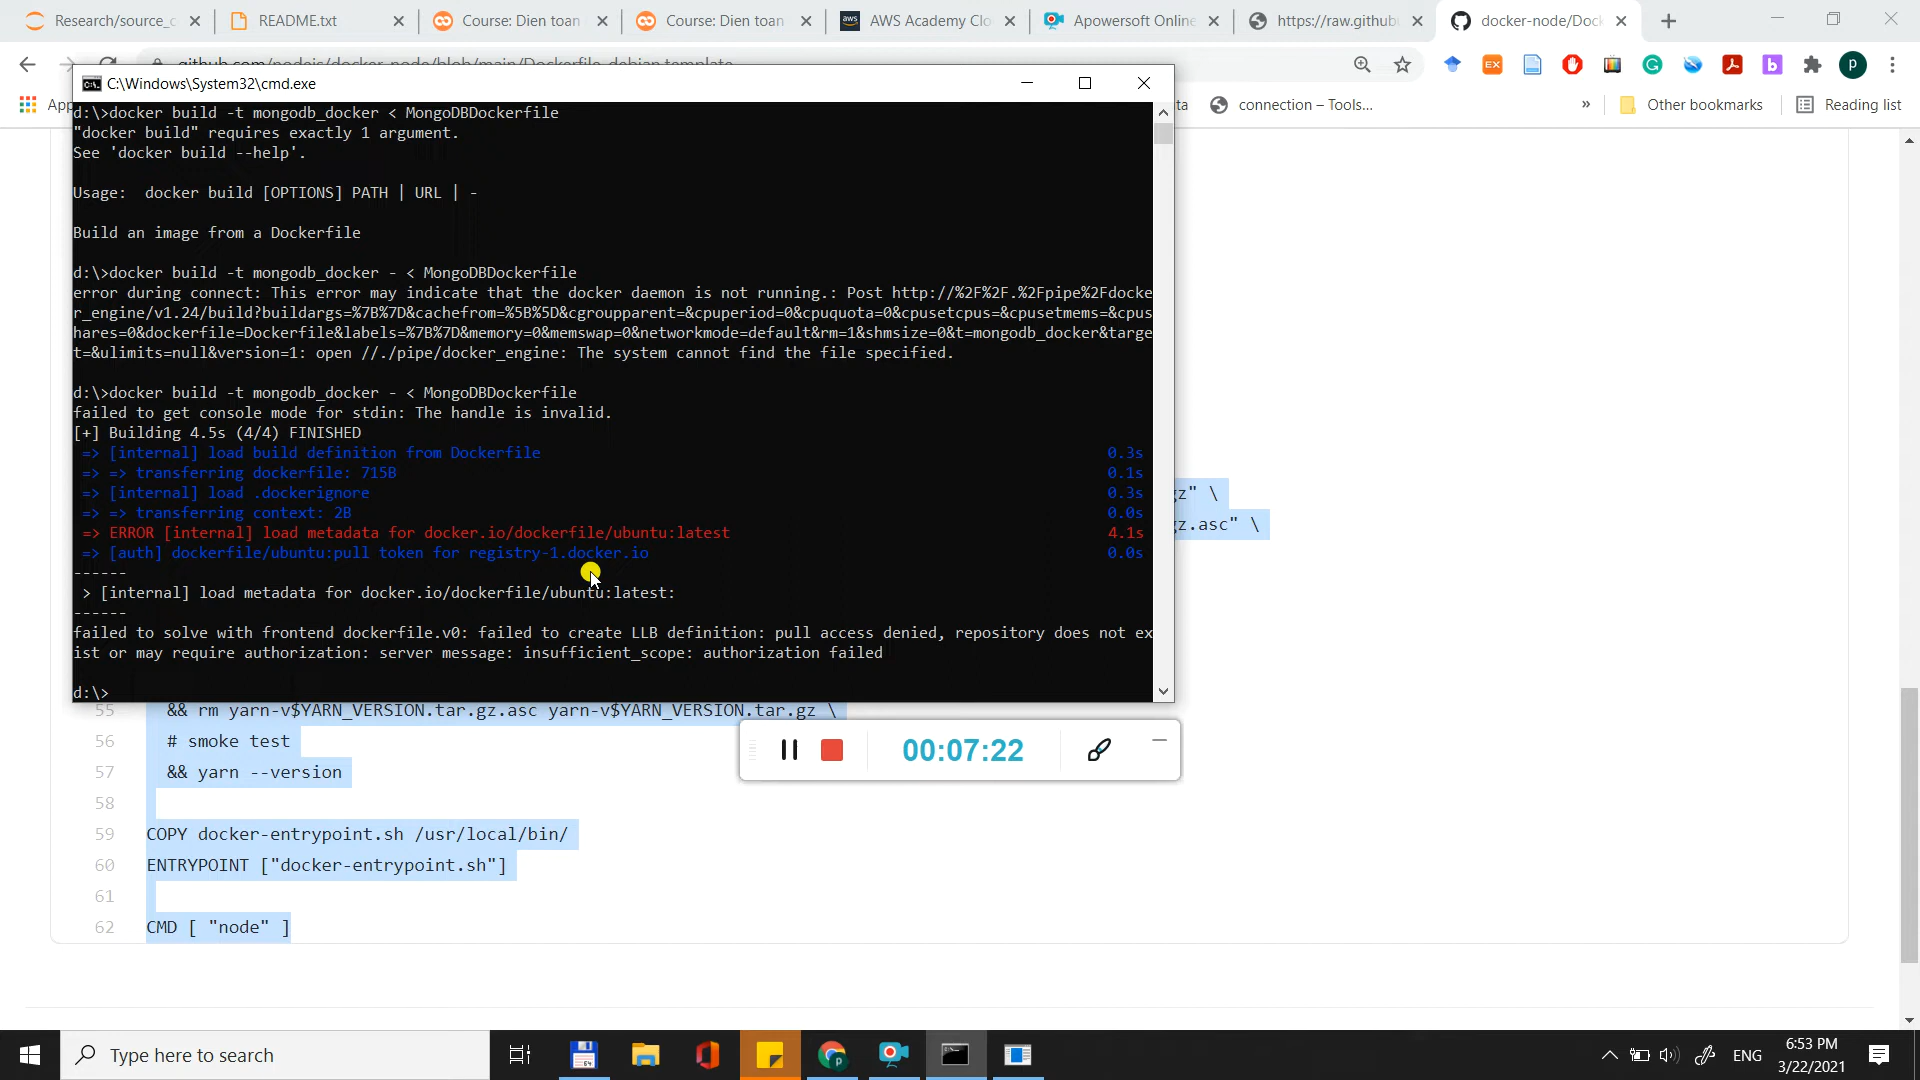 Research/source_c
README.txt
Course: Dien toan
Course: Dien toan
aws
AWS Academy Clo
Apowersoft Online
https://raw.githubu
docker-node/Dock
C:\Windows\System32\cmd.exe
App
ta
connection – Tools...
»
Other bookmarks
Reading list
d:\>docker build -t mongodb_docker < MongoDBDockerfile
"docker build" requires exactly 1 argument.
See 'docker build --help'.
Usage:  docker build [OPTIONS] PATH | URL | -
Build an image from a Dockerfile
d:\>docker build -t mongodb_docker - < MongoDBDockerfile
error during connect: This error may indicate that the docker daemon is not running.: Post http://%2F%2F.%2Fpipe%2Fdocke
r_engine/v1.24/build?buildargs=%7B%7D&cachefrom=%5B%5D&cgroupparent=&cpuperiod=0&cpuquota=0&cpusetcpus=&cpusetmems=&cpus
hares=0&dockerfile=Dockerfile&labels=%7B%7D&memory=0&memswap=0&networkmode=default&rm=1&shmsize=0&t=mongodb_docker&targe
t=&ulimits=null&version=1: open //./pipe/docker_engine: The system cannot find the file specified.
d:\>docker build -t mongodb_docker - < MongoDBDockerfile
failed to get console mode for stdin: The handle is invalid.
[+] Building 4.5s (4/4) FINISHED
=> [internal] load build definition from Dockerfile 0.3s
=> => transferring dockerfile: 715B 0.1s
=> [internal] load .dockerignore 0.3s
=> => transferring context: 2B 0.0s
=> ERROR [internal] load metadata for docker.io/dockerfile/ubuntu:latest 4.1s
=> [auth] dockerfile/ubuntu:pull token for registry-1.docker.io 0.0s
------
> [internal] load metadata for docker.io/dockerfile/ubuntu:latest:
------
failed to solve with frontend dockerfile.v0: failed to create LLB definition: pull access denied, repository does not ex
ist or may require authorization: server message: insufficient_scope: authorization failed
d:\>
gz" \
gz.asc" \
55 && rm yarn-v$YARN_VERSION.tar.gz.asc yarn-v$YARN_VERSION.tar.gz \
56 # smoke test
57 && yarn --version
58
59 COPY docker-entrypoint.sh /usr/local/bin/
60 ENTRYPOINT ["docker-entrypoint.sh"]
61
62 CMD [ "node" ]
00:07:22
Type here to search
ENG
6:53 PM
3/22/2021